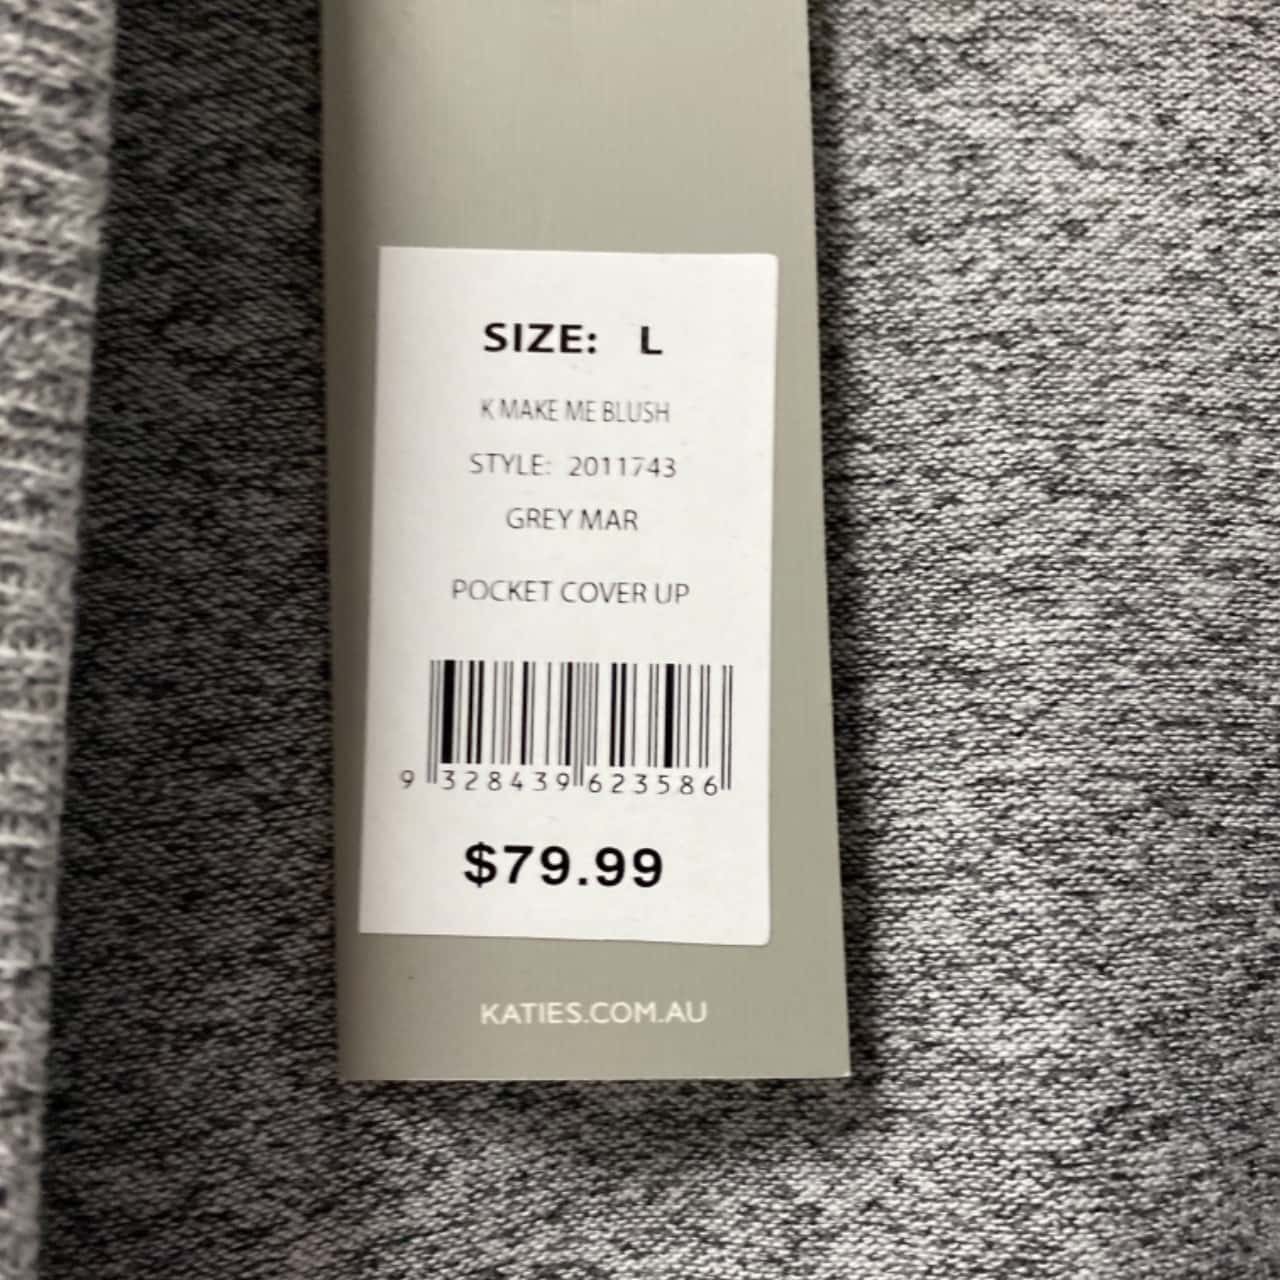 SIZE: L
K MAKE ME BLUSH
STYLE: 2011743
GREY MAR
POCKET COVER UP
9 328439 623586
$79.99
KATIES.COM.AU